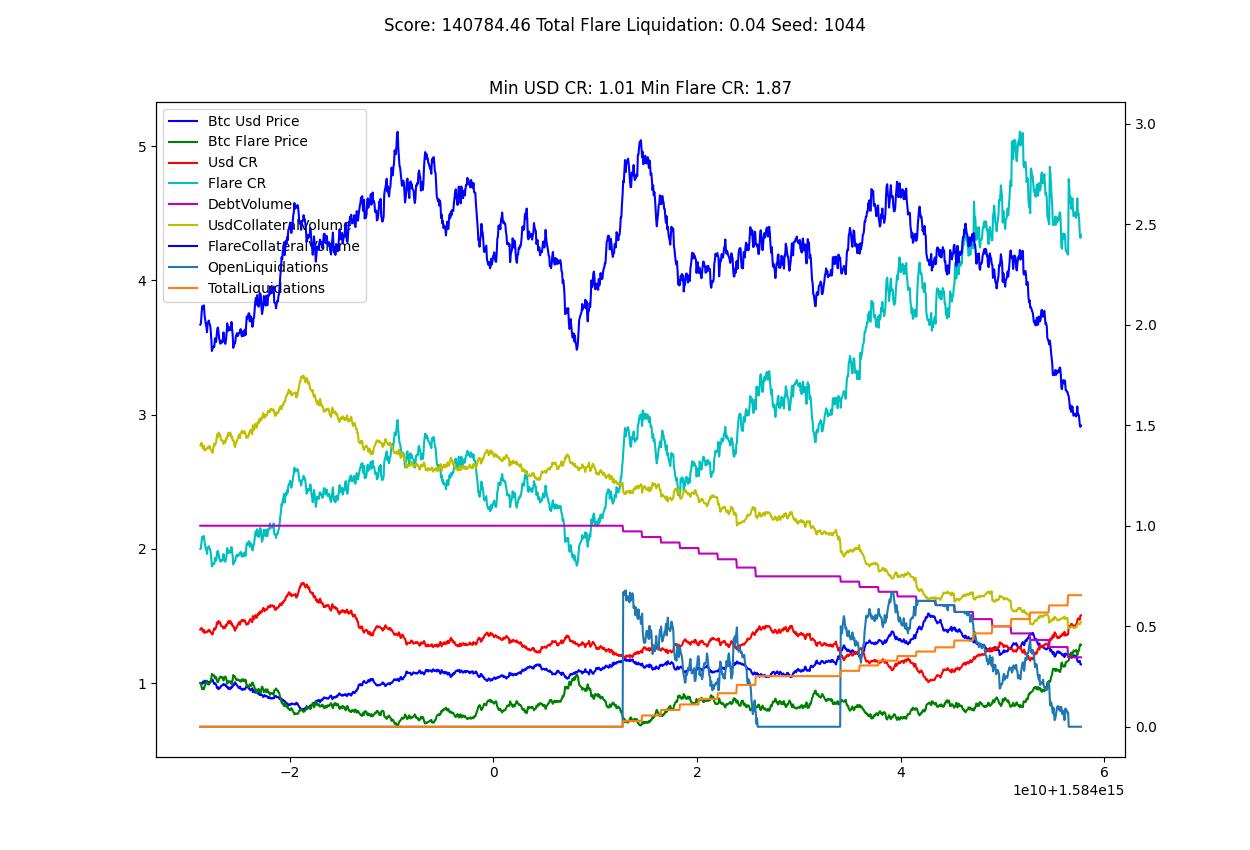 Score: 140784.46 Total Flare Liquidation: 0.04 Seed: 1044
Min USD CR: 1.01 Min Flare CR: 1.87
Btc Usd Price
Btc Flare Price
Usd CR
Flare CR
DebtVolume
UsdCollateralVolume
FlareCollateralVolume
OpenLiquidations
TotalLiquidations
5
4
3
2
1
3.0
2.5
2.0
1.5
1.0
0.5
0.0
−2
0
2
4
6
1e10+1.584e15